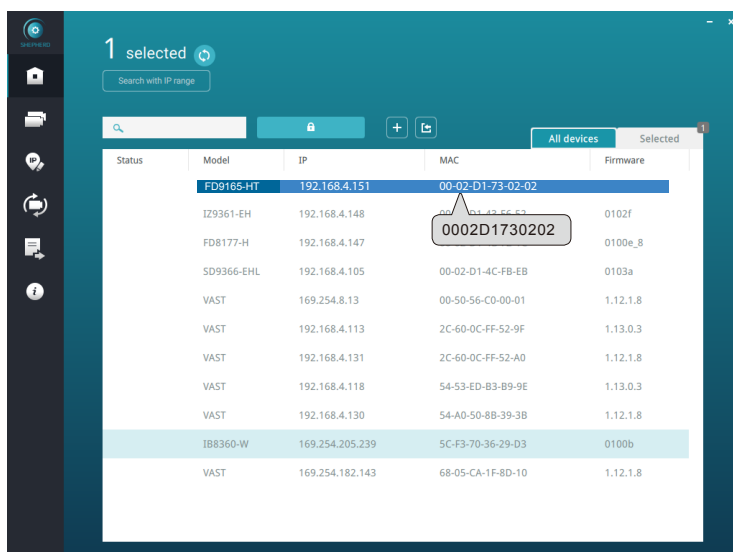 SHEPHERD
1 selected
Search with IP range
All devices Selected 1
Status Model IP MAC Firmware
FD9165-HT 192.168.4.151 00-02-D1-73-02-02
IZ9361-EH 192.168.4.148 0102f
0002D1730202
FD8177-H 192.168.4.147 0100e_8
SD9366-EHL 192.168.4.105 00-02-D1-4C-FB-EB 0103a
VAST 169.254.8.13 00-50-56-C0-00-01 1.12.1.8
VAST 192.168.4.113 2C-60-0C-FF-52-9F 1.13.0.3
VAST 192.168.4.131 2C-60-0C-FF-52-A0 1.12.1.8
VAST 192.168.4.118 54-53-ED-B3-B9-9E 1.13.0.3
VAST 192.168.4.130 54-A0-50-8B-39-3B 1.12.1.8
IB8360-W 169.254.205.239 5C-F3-70-36-29-D3 0100b
VAST 169.254.182.143 68-05-CA-1F-8D-10 1.12.1.8
IP